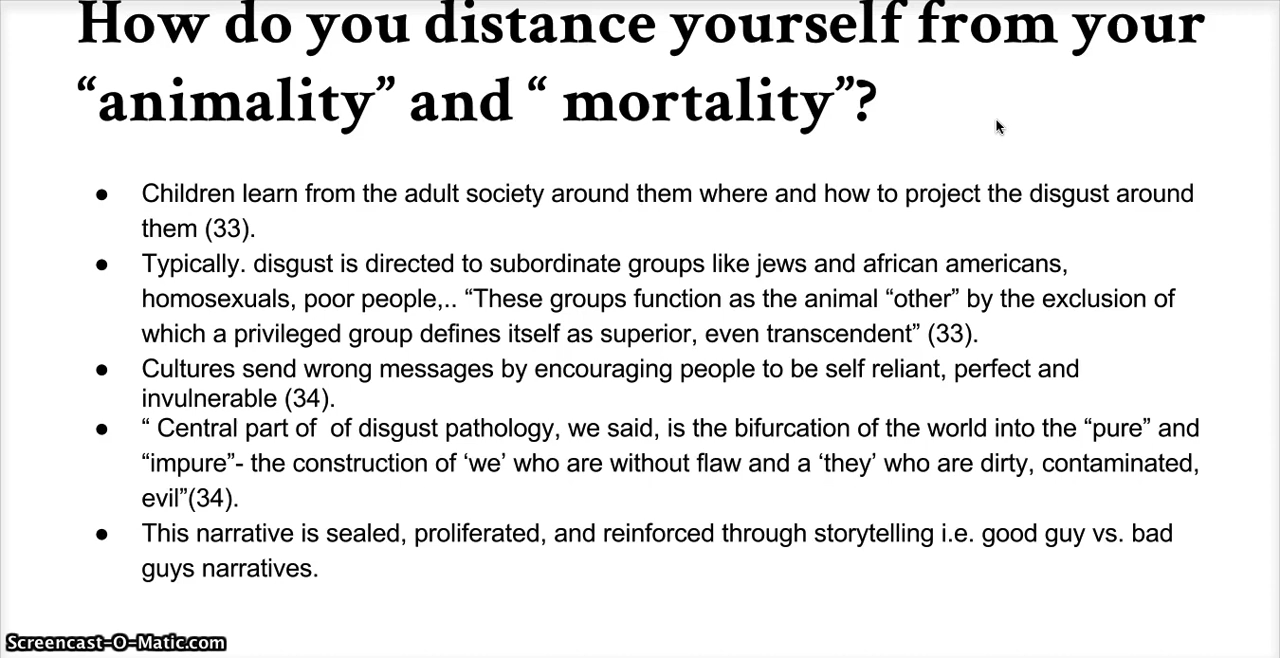 How do you distance yourself from your
“animality” and “ mortality”?
● Children learn from the adult society around them where and how to project the disgust around
them (33).
● Typically. disgust is directed to subordinate groups like jews and african americans,
homosexuals, poor people,.. “These groups function as the animal “other” by the exclusion of
which a privileged group defines itself as superior, even transcendent” (33).
● Cultures send wrong messages by encouraging people to be self reliant, perfect and
invulnerable (34).
● “ Central part of  of disgust pathology, we said, is the bifurcation of the world into the “pure” and
“impure”- the construction of ‘we’ who are without flaw and a ‘they’ who are dirty, contaminated,
evil”(34).
● This narrative is sealed, proliferated, and reinforced through storytelling i.e. good guy vs. bad
guys narratives.
Screencast-O-Matic.com